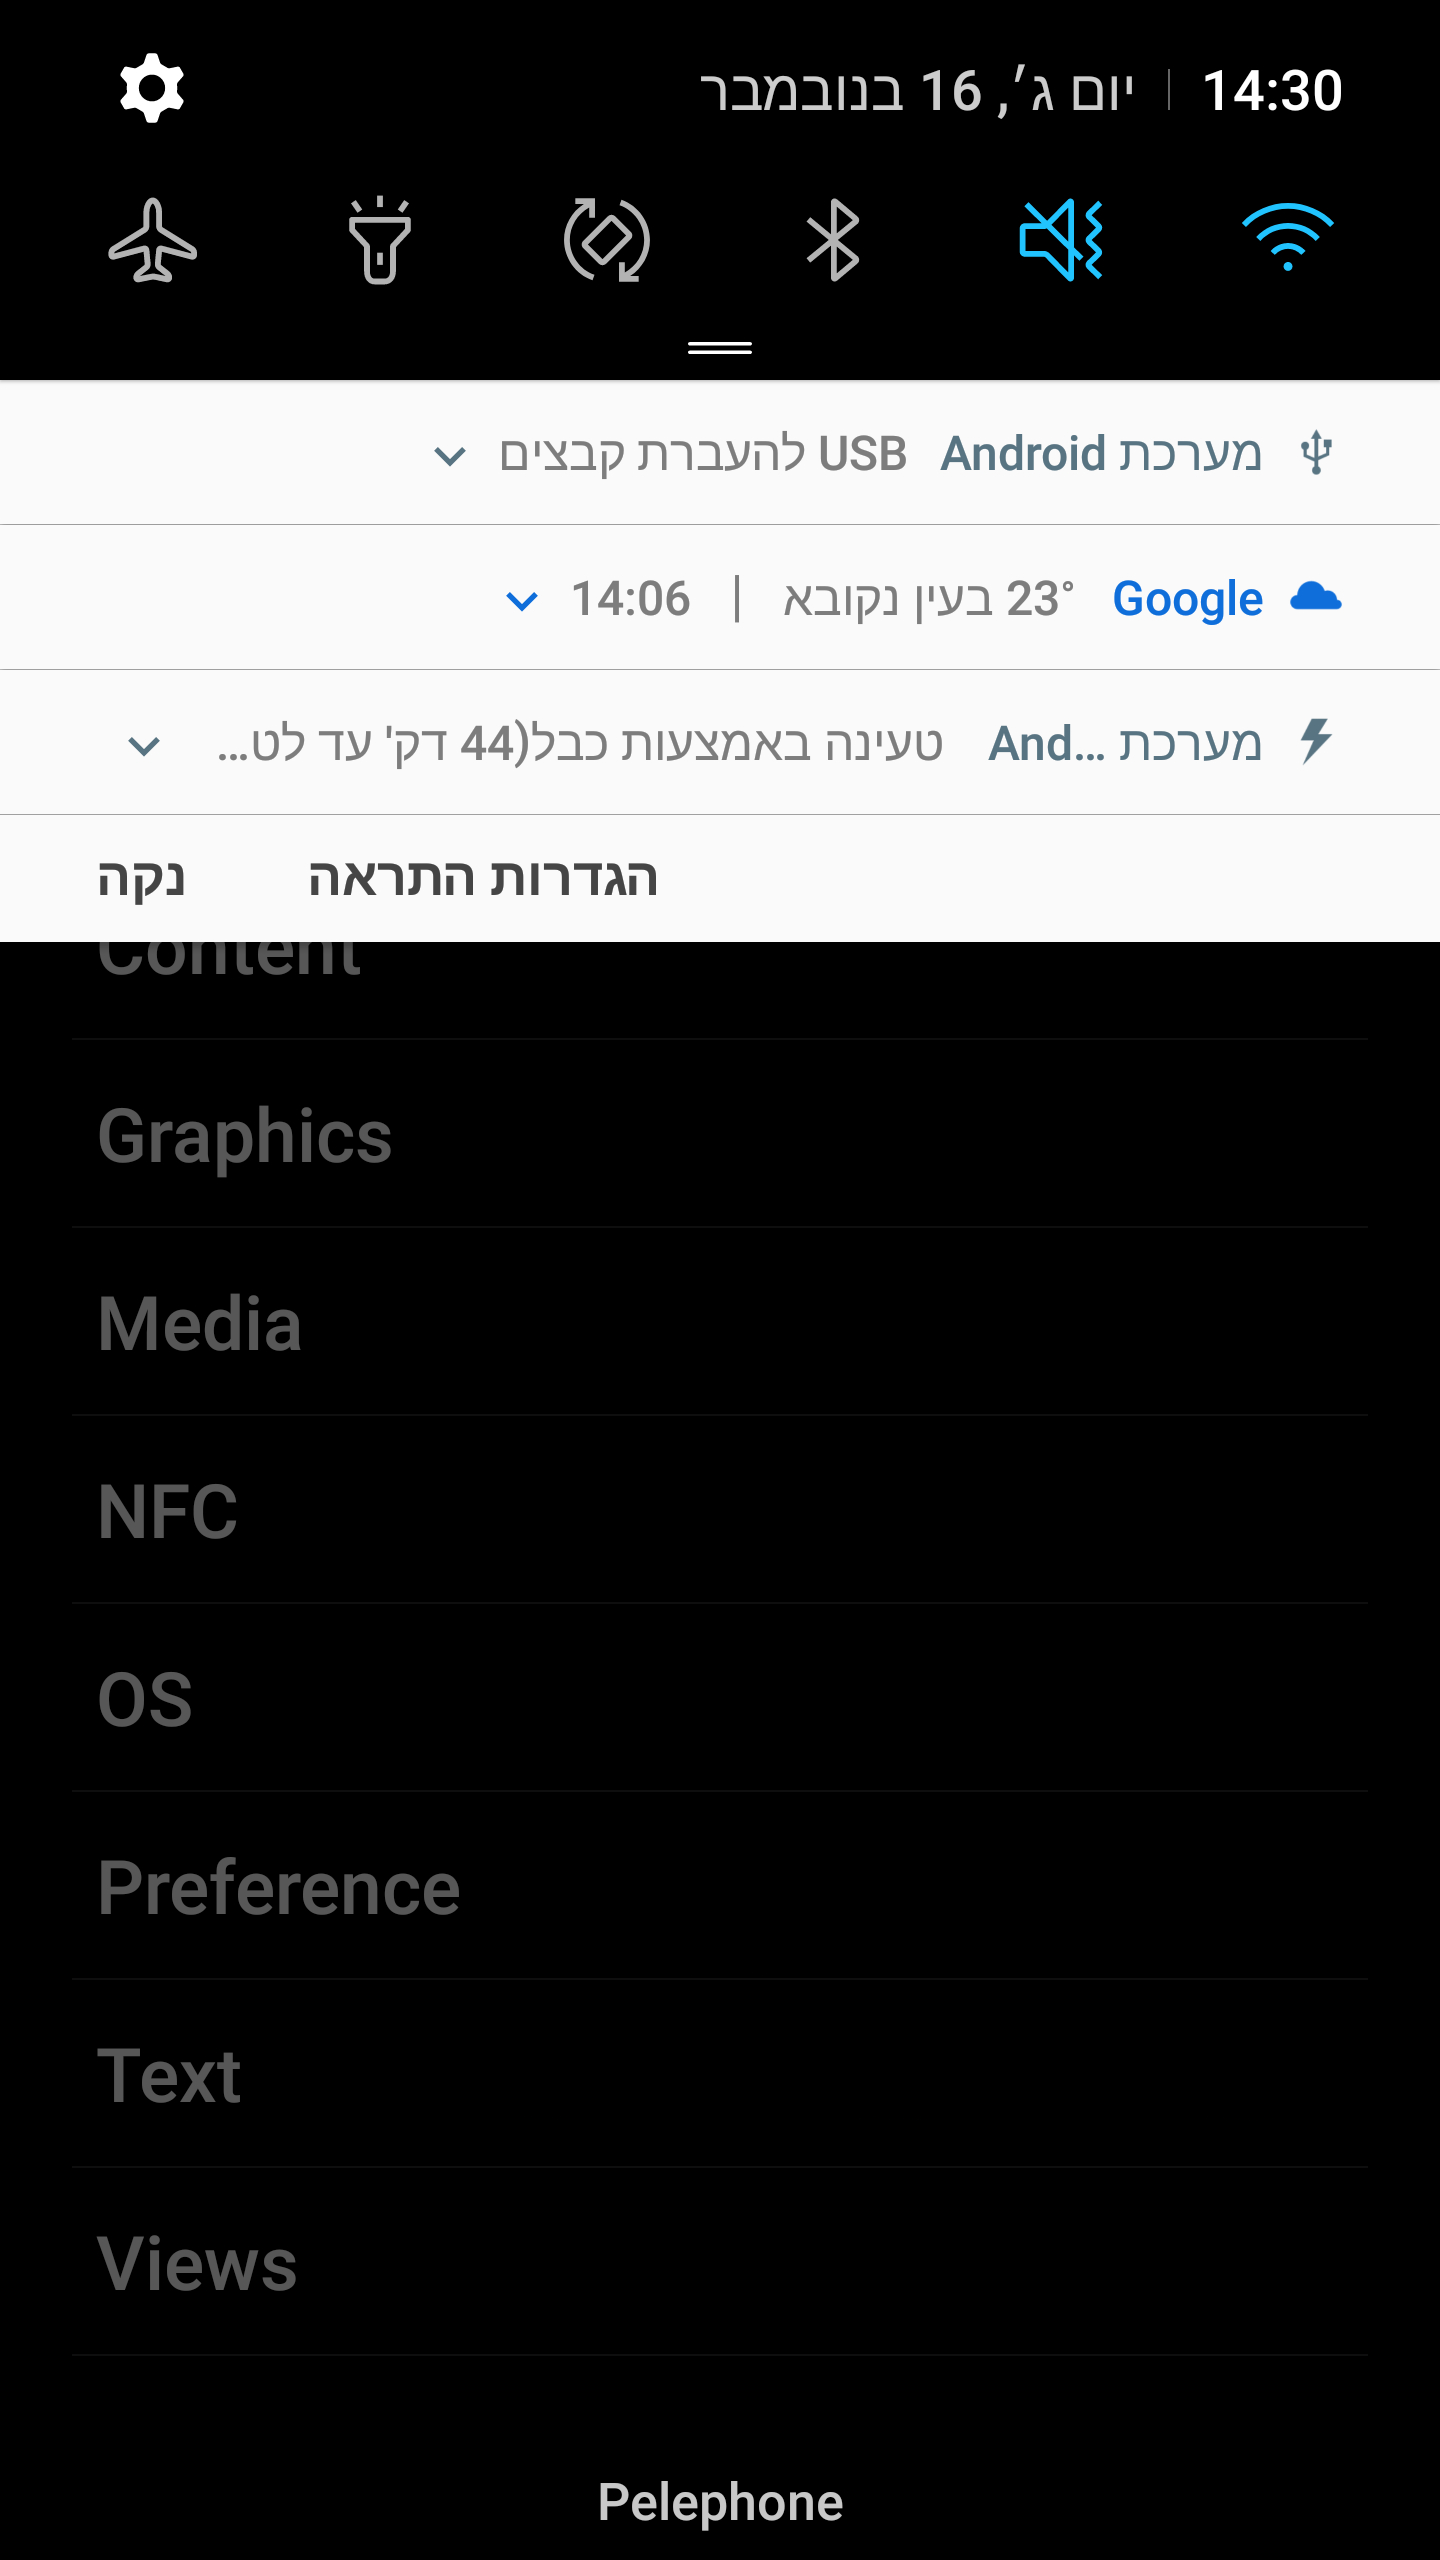 14:30 | יום ג׳, 16 בנובמבר
מערכת Android USB להעברת קבצים
Google 23° בעין נקובא | 14:06
מערכת And... טעינה באמצעות כבל(44 דק' עד לט...
הגדרות התראה נקה
Content
Graphics
Media
NFC
OS
Preference
Text
Views
Pelephone